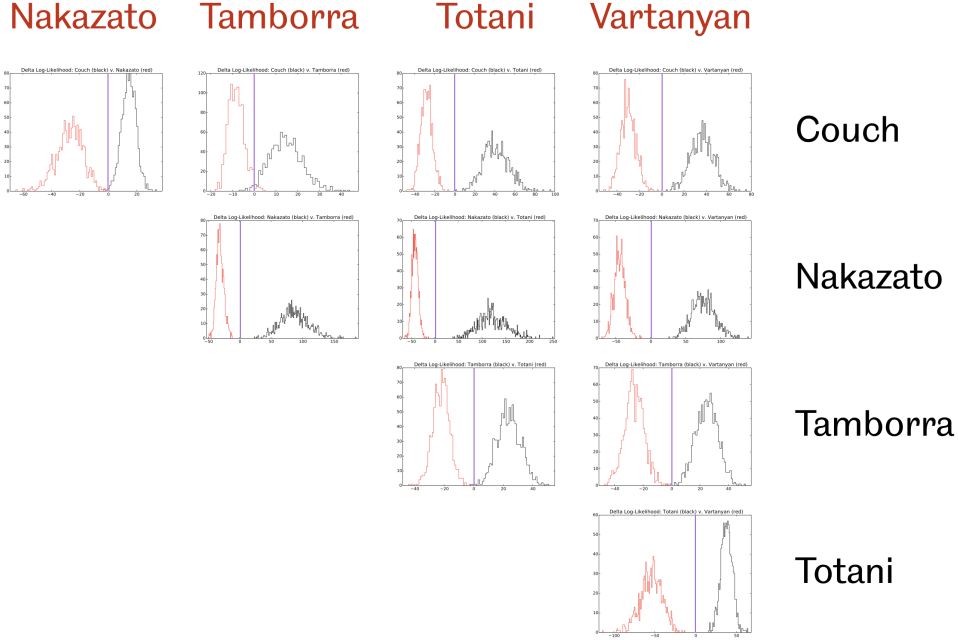 Nakazato Tamborra Totani Vartanyan
Delta Log-Likelihood: Couch (black) v. Nakazato (red)
Delta Log-Likelihood: Couch (black) v. Tamborra (red)
Delta Log-Likelihood: Couch (black) v. Totani (red)
Delta Log-Likelihood: Couch (black) v. Vartanyan (red)
Couch
Delta Log-Likelihood: Nakazato (black) v. Tamborra (red)
Delta Log-Likelihood: Nakazato (black) v. Totani (red)
Delta Log-Likelihood: Nakazato (black) v. Vartanyan (red)
Nakazato
Delta Log-Likelihood: Tamborra (black) v. Totani (red)
Delta Log-Likelihood: Tamborra (black) v. Vartanyan (red)
Tamborra
Delta Log-Likelihood: Totani (black) v. Vartanyan (red)
Totani